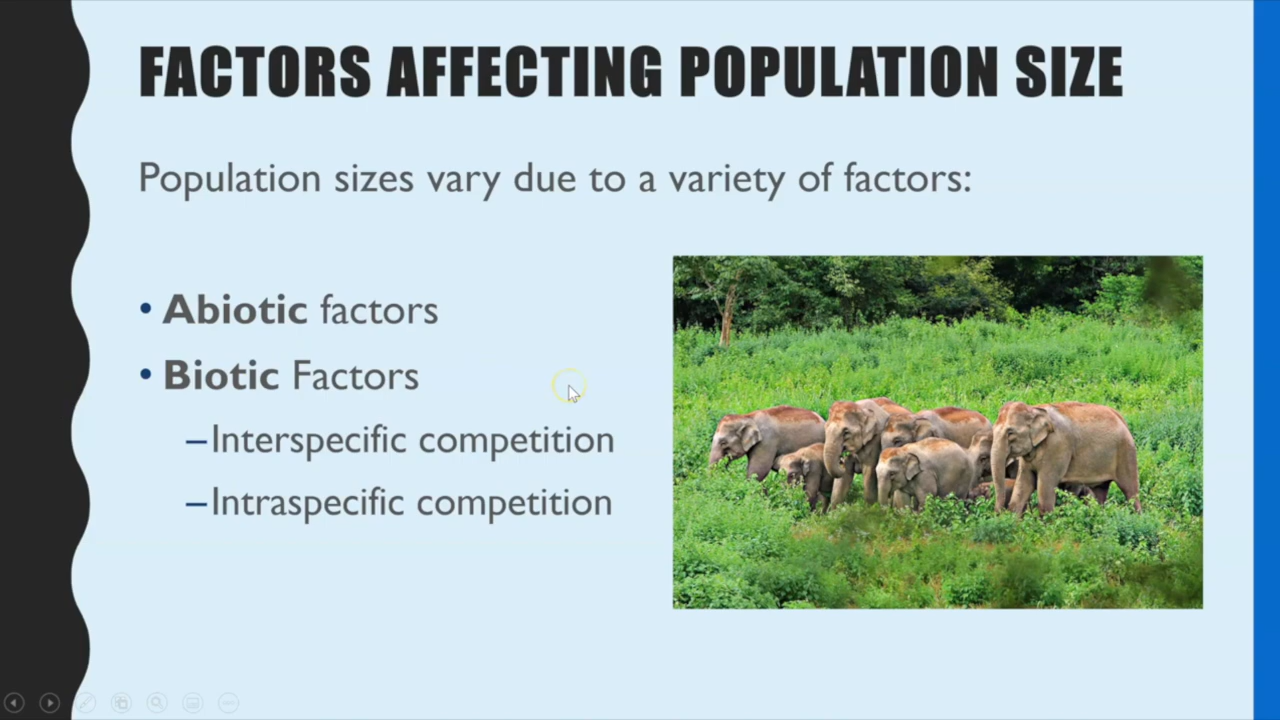 FACTORS AFFECTING POPULATION SIZE
Population sizes vary due to a variety of factors:
• Abiotic factors
• Biotic Factors
–Interspecific competition
–Intraspecific competition